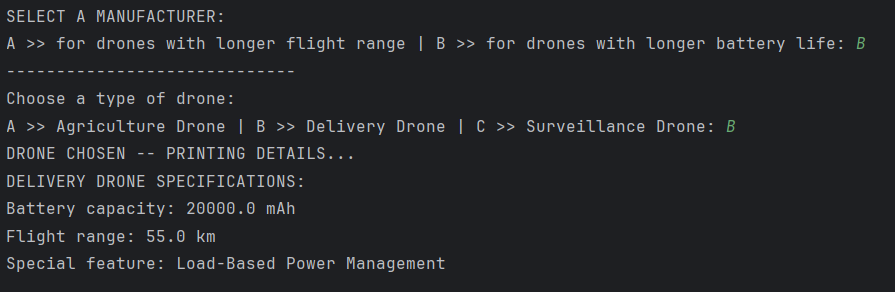 SELECT A MANUFACTURER:
A >> for drones with longer flight range | B >> for drones with longer battery life: B
-----------------------------
Choose a type of drone:
A >> Agriculture Drone | B >> Delivery Drone | C >> Surveillance Drone: B
DRONE CHOSEN -- PRINTING DETAILS...
DELIVERY DRONE SPECIFICATIONS:
Battery capacity: 20000.0 mAh
Flight range: 55.0 km
Special feature: Load-Based Power Management